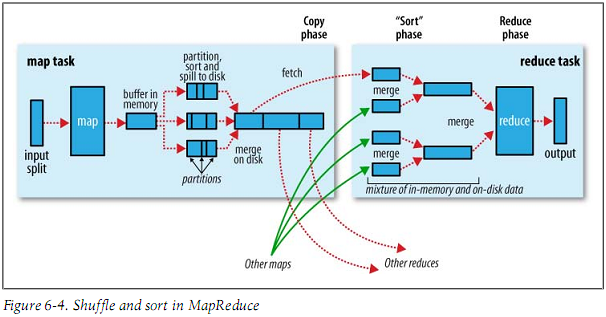 Copy
phase
"Sort"
phase
Reduce
phase
map task
partition,
sort and
spill to disk
fetch
reduce task
buffer in
memory
map
input
split
merge
on disk
partitions
merge
merge
merge
reduce
output
mixture of in-memory and on-disk data
Other maps
Other reduces
Figure 6-4. Shuffle and sort in MapReduce